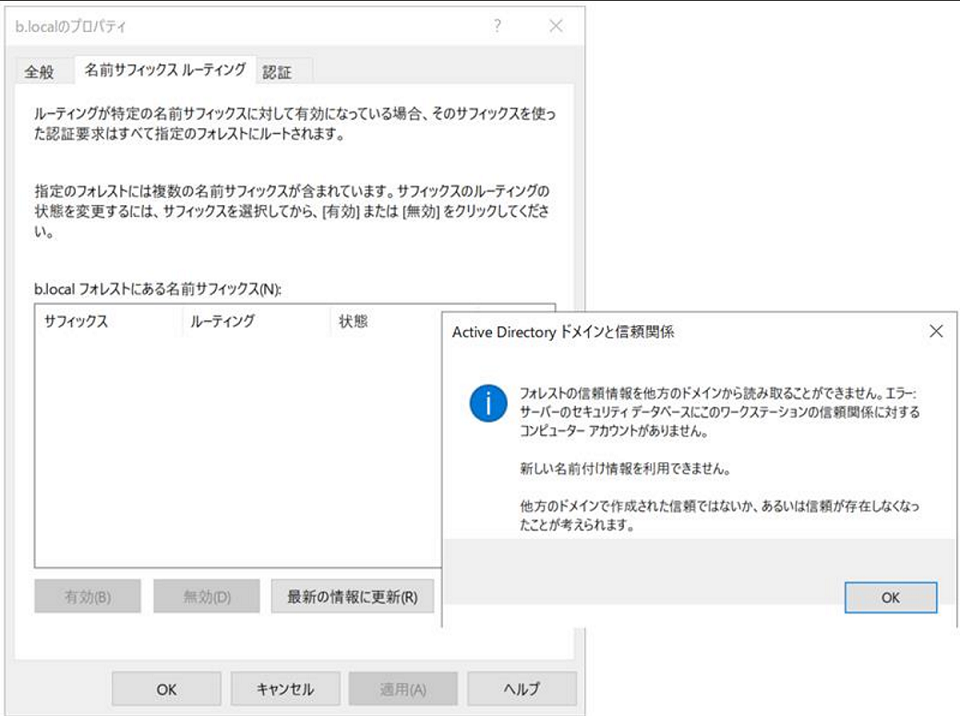 b.localのプロパティ
?
全般
名前サフィックス ルーティング
認証
ルーティングが特定の名前サフィックスに対して有効になっている場合、そのサフィックスを使っ
た認証要求はすべて指定のフォレストにルートされます。
指定のフォレストには複数の名前サフィックスが含まれています。サフィックスのルーティングの
状態を変更するには、サフィックスを選択してから、[有効] または [無効] をクリックしてくださ
い。
b.local フォレストにある名前サフィックス(N):
サフィックス
ルーティング
状態
有効(B)
無効(D)
最新の情報に更新(R)
OK
キャンセル
適用(A)
ヘルプ
Active Directory ドメインと信頼関係
フォレストの信頼情報を他方のドメインから読み取ることができません。エラー:
サーバーのセキュリティ データベースにこのワークステーションの信頼関係に対する
コンピューター アカウントがありません。
新しい名前付け情報を利用できません。
他方のドメインで作成された信頼ではないか、あるいは信頼が存在しなくなっ
たことが考えられます。
OK